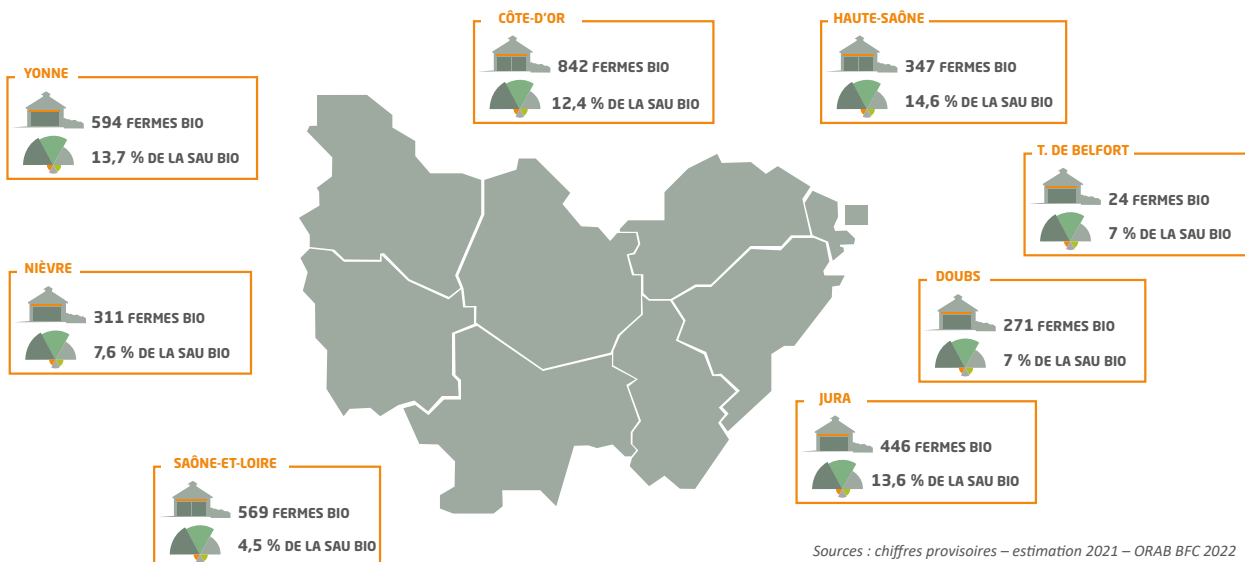 CÔTE-D'OR
842 FERMES BIO
12,4 % DE LA SAU BIO
HAUTE-SAÔNE
347 FERMES BIO
14,6 % DE LA SAU BIO
YONNE
594 FERMES BIO
13,7 % DE LA SAU BIO
T. DE BELFORT
24 FERMES BIO
7 % DE LA SAU BIO
NIÈVRE
311 FERMES BIO
7,6 % DE LA SAU BIO
DOUBS
271 FERMES BIO
7 % DE LA SAU BIO
JURA
446 FERMES BIO
13,6 % DE LA SAU BIO
SAÔNE-ET-LOIRE
569 FERMES BIO
4,5 % DE LA SAU BIO
Sources : chiffres provisoires – estimation 2021 – ORAB BFC 2022